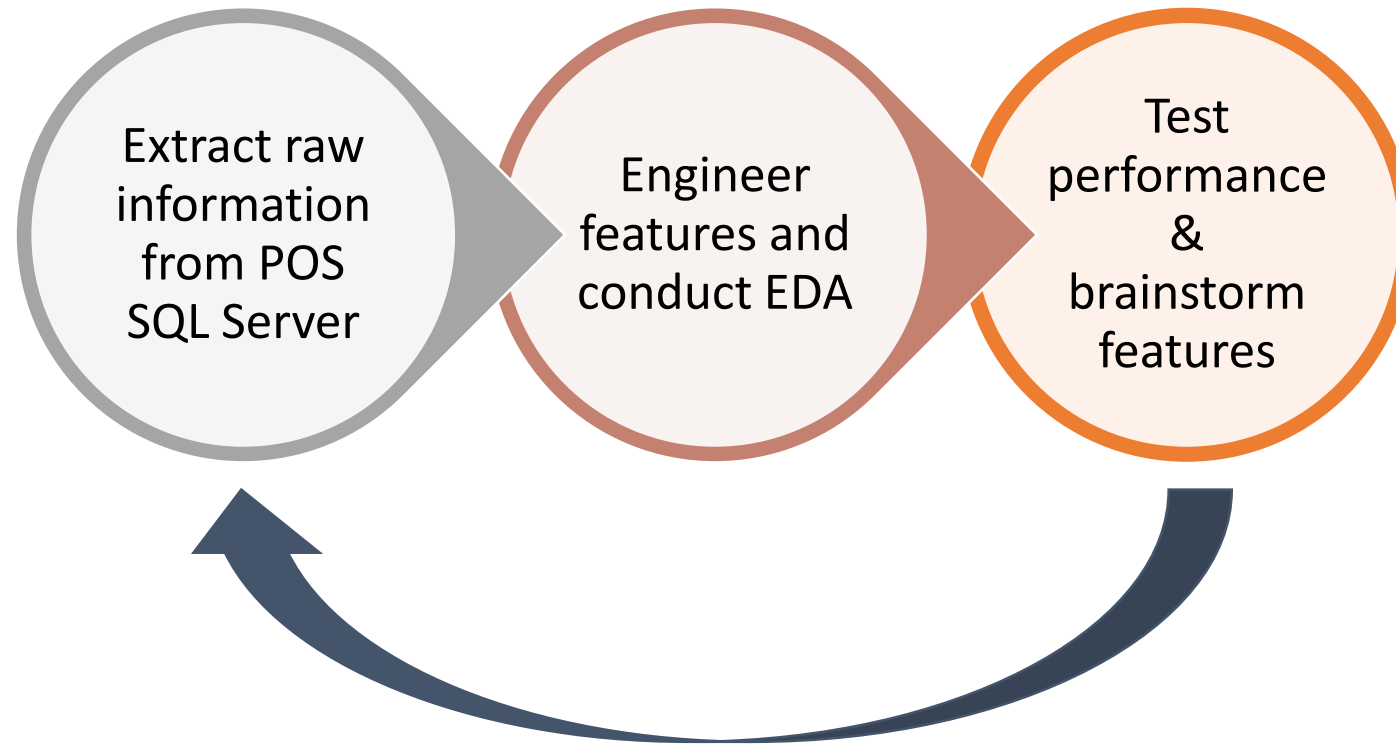 Extract raw
information
from POS
SQL Server
Engineer
features and
conduct EDA
Test
performance
&
brainstorm
features